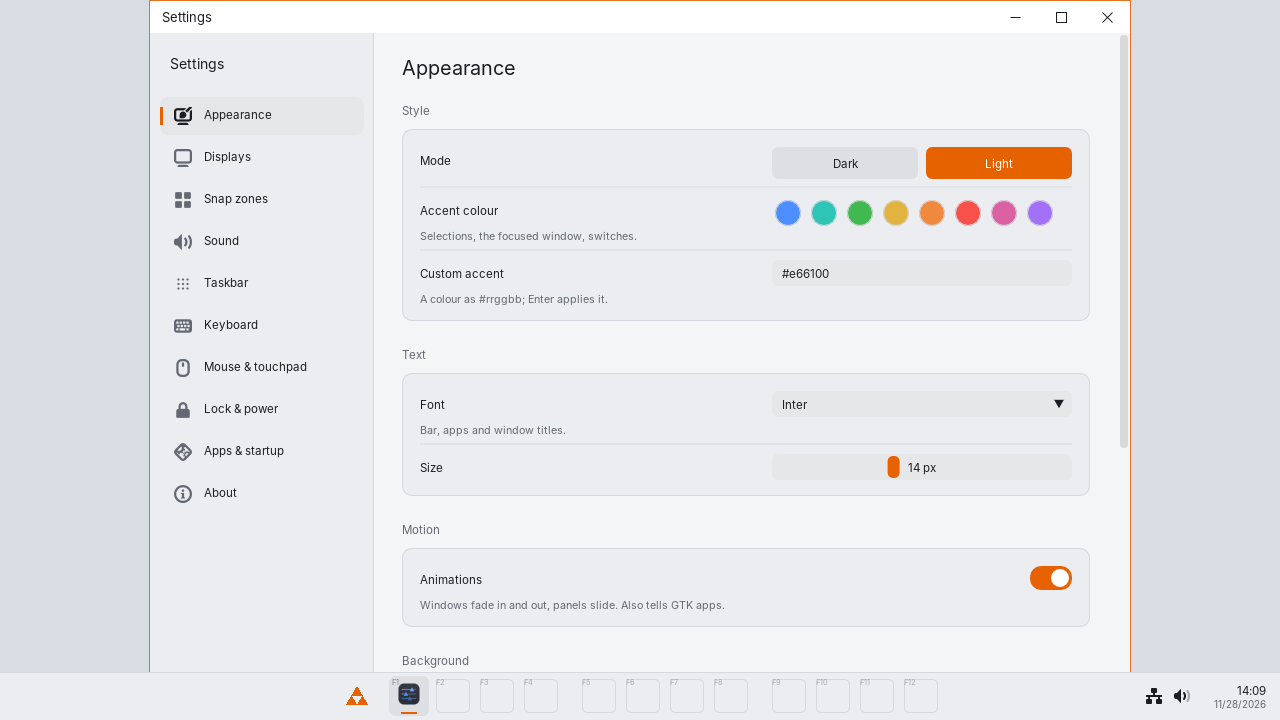 Settings
Settings
Appearance
Displays
Snap zones
Sound
Taskbar
Keyboard
Mouse & touchpad
Lock & power
Apps & startup
About
Appearance
Style
Mode
Dark
Light
Accent colour
Selections, the focused window, switches.
Custom accent
#e66100
A colour as #rrggbb; Enter applies it.
Text
Font
Inter
Bar, apps and window titles.
Size
14 px
Motion
Animations
Windows fade in and out, panels slide. Also tells GTK apps.
Background
F1
F2
F3
F4
F5
F6
F7
F8
F9
F10
F11
F12
14:09
11/28/2026